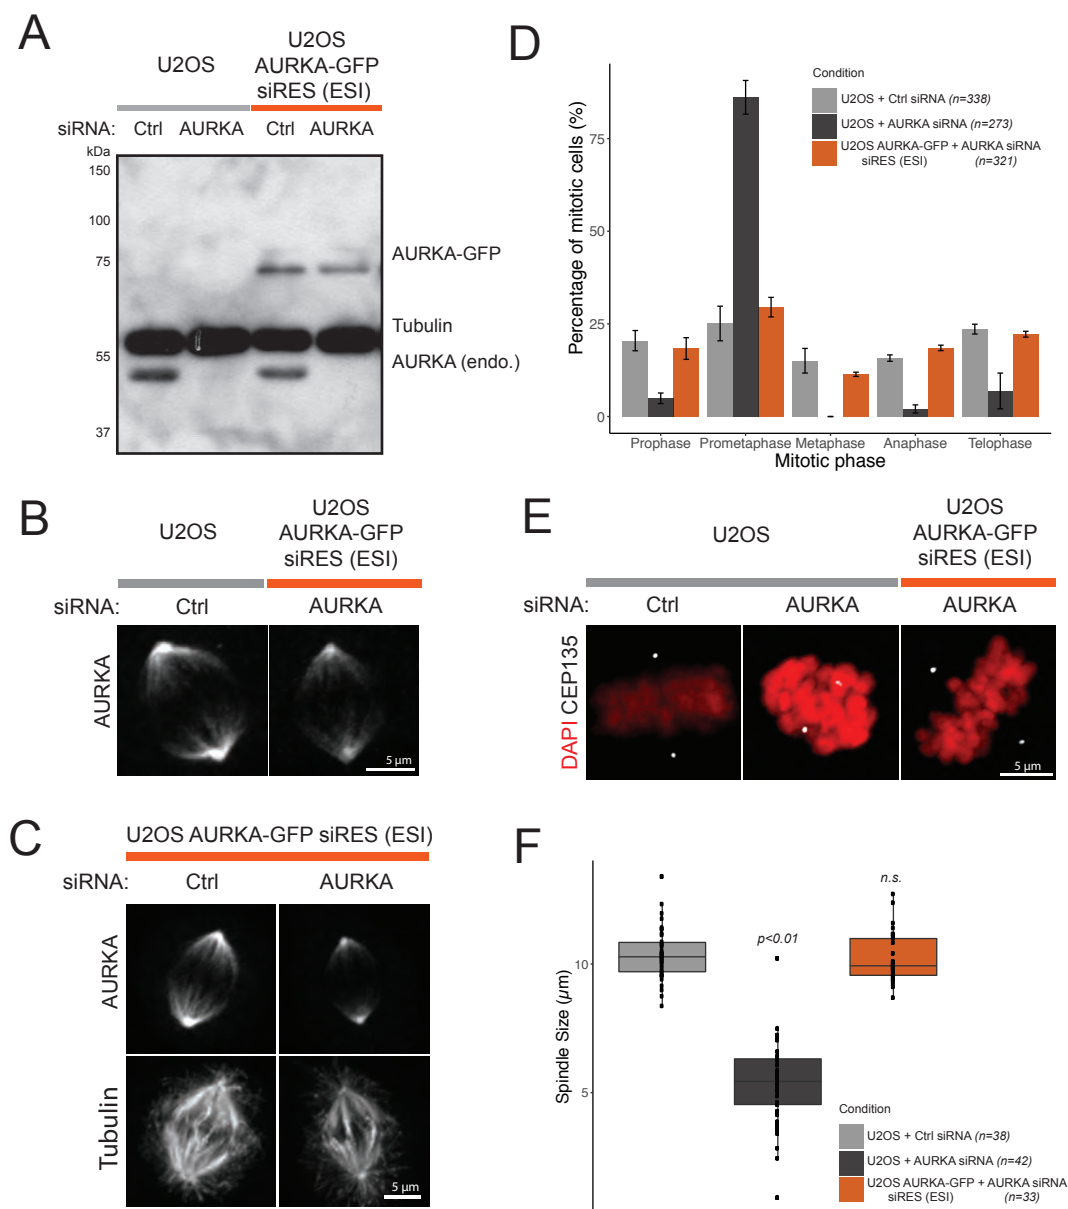 A
U2OS
U2OS
AURKA-GFP
siRES (ESI)
siRNA: Ctrl AURKA Ctrl AURKA
kDa
150
100
75
55
37
AURKA-GFP
Tubulin
AURKA (endo.)
B
U2OS
U2OS
AURKA-GFP
siRES (ESI)
siRNA: Ctrl AURKA
AURKA
5 µm
C
U2OS AURKA-GFP siRES (ESI)
siRNA: Ctrl AURKA
AURKA
Tubulin
5 µm
D
Percentage of mitotic cells (%)
75
50
25
0
Condition
U2OS + Ctrl siRNA (n=338)
U2OS + AURKA siRNA (n=273)
U2OS AURKA-GFP + AURKA siRNA
siRES (ESI) (n=321)
Prophase Prometaphase Metaphase Anaphase Telophase
Mitotic phase
E
U2OS
U2OS
AURKA-GFP
siRES (ESI)
siRNA: Ctrl AURKA AURKA
DAPI CEP135
5 µm
F
Spindle Size (µm)
10
5
p<0.01
n.s.
Condition
U2OS + Ctrl siRNA (n=38)
U2OS + AURKA siRNA (n=42)
U2OS AURKA-GFP + AURKA siRNA
siRES (ESI) (n=33)